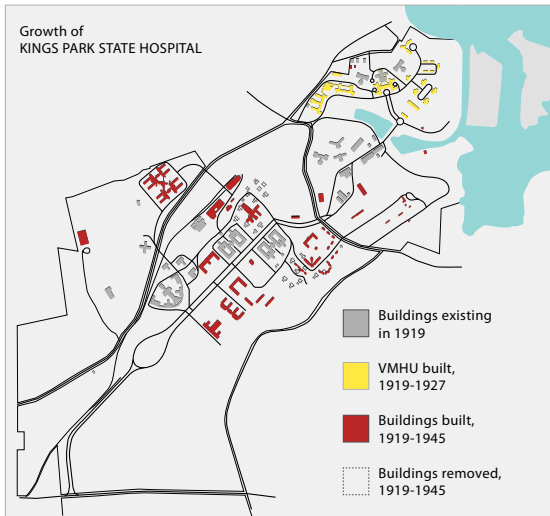 Growth of
KINGS PARK STATE HOSPITAL
Buildings existing
in 1919
VMHU built,
1919-1927
Buildings built,
1919-1945
Buildings removed,
1919-1945